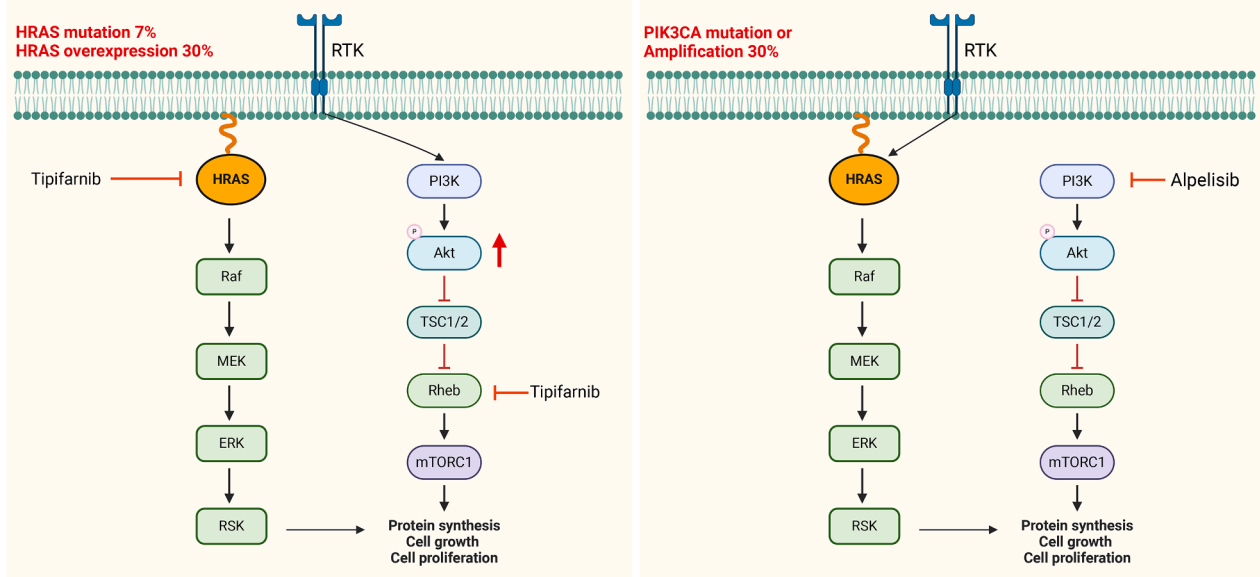 HRAS mutation 7%
HRAS overexpression 30%
RTK
Tipifarnib
HRAS
PI3K
P
Akt
Raf
TSC1/2
MEK
Rheb
Tipifarnib
ERK
mTORC1
RSK
Protein synthesis
Cell growth
Cell proliferation
PIK3CA mutation or
Amplification 30%
RTK
HRAS
PI3K
Alpelisib
P
Akt
Raf
TSC1/2
MEK
Rheb
ERK
mTORC1
RSK
Protein synthesis
Cell growth
Cell proliferation